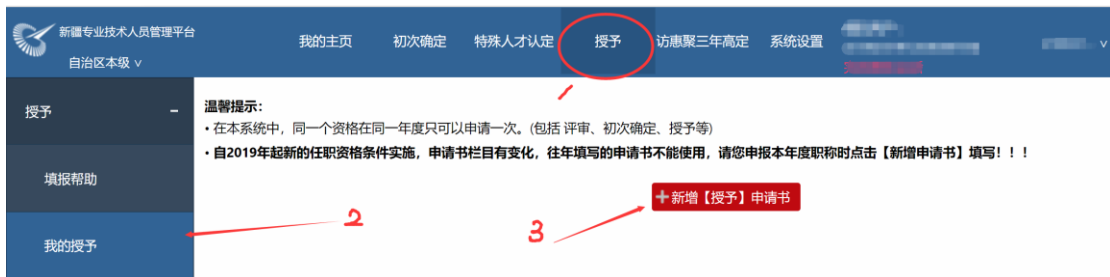 新疆专业技术人员管理平台
自治区本级 ∨
我的主页 初次确定 特殊人才认定 授予 访惠聚三年高定 系统设置
1
授予 -
温馨提示:
• 在本系统中，同一个资格在同一年度只可以申请一次。(包括 评审、初次确定、授予等)
• 自2019年起新的任职资格条件实施，申请书栏目有变化，往年填写的申请书不能使用，请您申报本年度职称时点击【新增申请书】填写！！！
填报帮助
+新增【授予】申请书
2
3
我的授予